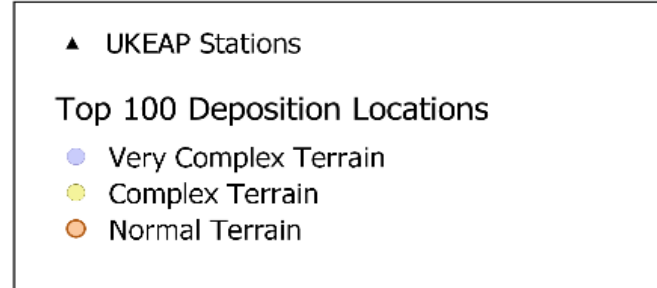 UKEAP Stations
Top 100 Deposition Locations
Very Complex Terrain
Complex Terrain
Normal Terrain